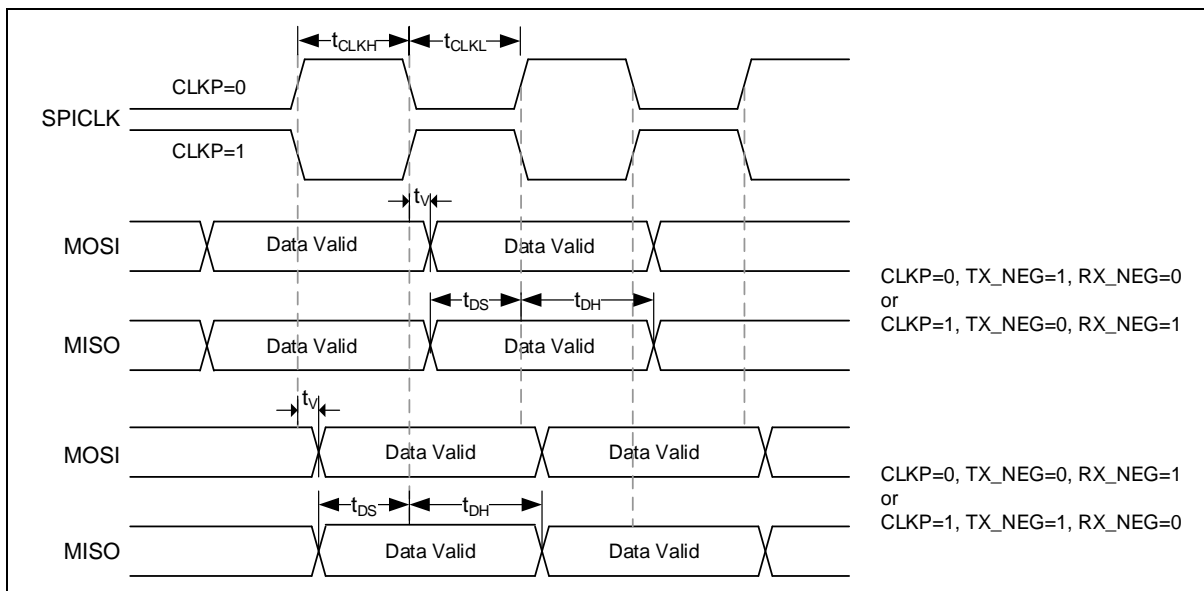 tCLKH tCLKL
CLKP=0
SPICLK
CLKP=1
tV
MOSI Data Valid Data Valid
CLKP=0, TX_NEG=1, RX_NEG=0
or
CLKP=1, TX_NEG=0, RX_NEG=1
tDS tDH
MISO Data Valid Data Valid
tV
MOSI Data Valid Data Valid
CLKP=0, TX_NEG=0, RX_NEG=1
or
CLKP=1, TX_NEG=1, RX_NEG=0
tDS tDH
MISO Data Valid Data Valid